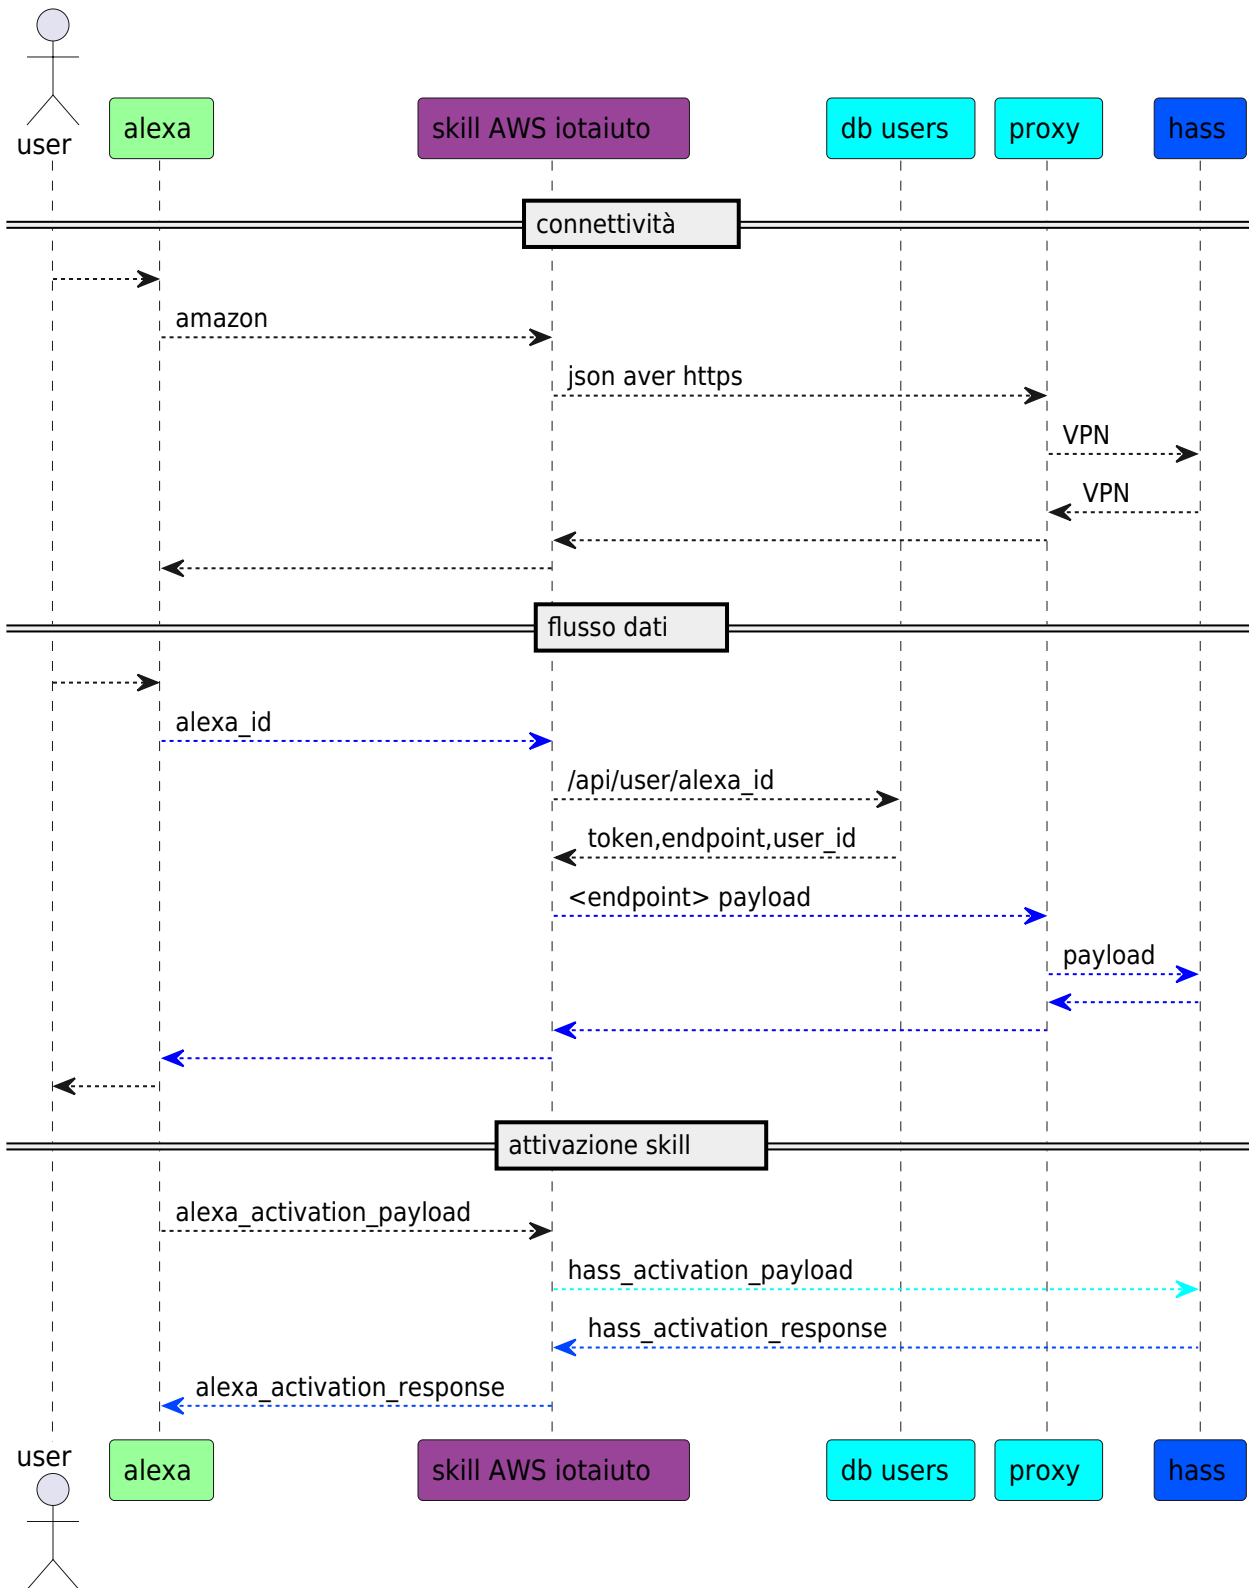 user
alexa
skill AWS iotaiuto
db users
proxy
hass
connettività
amazon
json aver https
VPN
VPN
flusso dati
alexa_id
/api/user/alexa_id
token,endpoint,user_id
<endpoint> payload
payload
attivazione skill
alexa_activation_payload
hass_activation_payload
hass_activation_response
alexa_activation_response
user
alexa
skill AWS iotaiuto
db users
proxy
hass